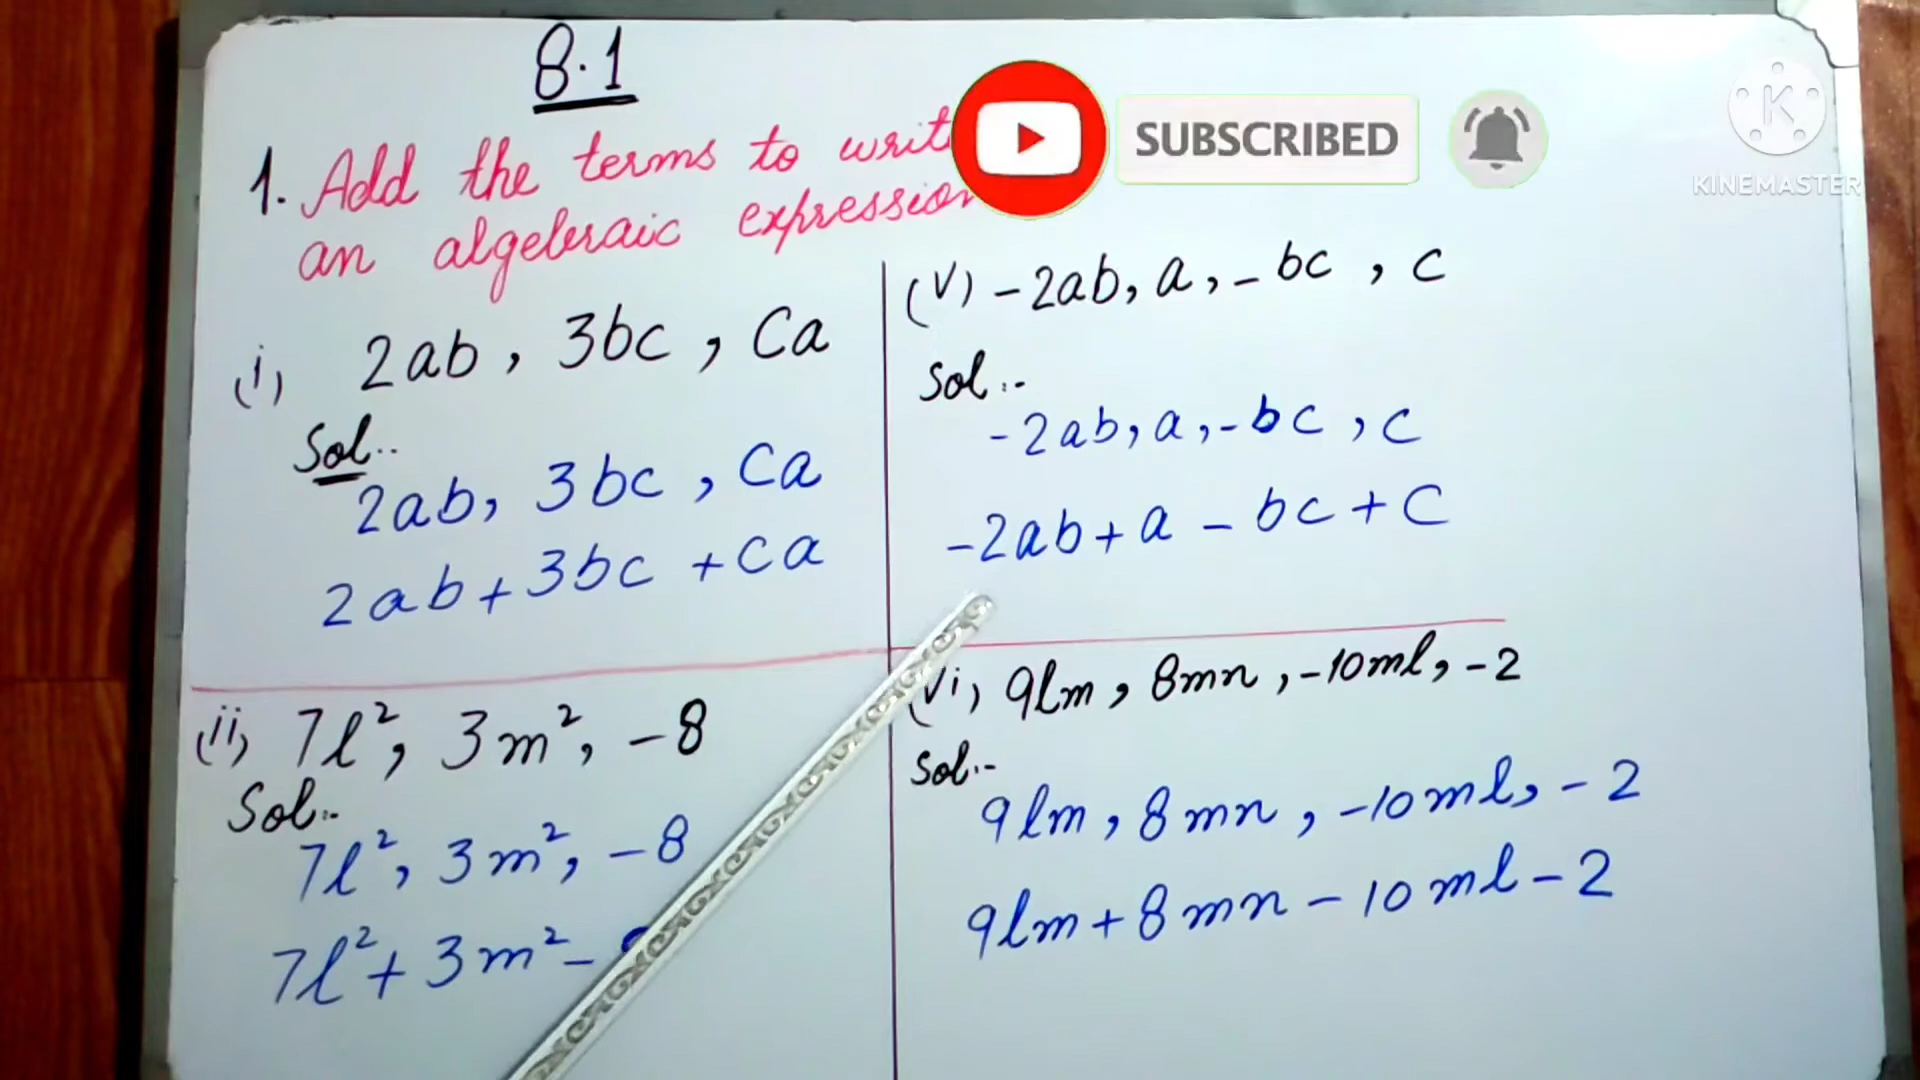 8.1
1. Add the terms to writ
an algebraic expression
SUBSCRIBED
KINEMASTER
(i) 2ab, 3bc, Ca
Sol..
2ab, 3bc, Ca
2ab+3bc+Ca
(ii) 7l², 3m², -8
Sol:-
7l², 3m², -8
7l²+3m²-
(V) -2ab, a, -bc, c
Sol:-
-2ab, a, -bc, c
-2ab+a-bc+C
(Vi) 9lm, 8mn, -10ml, -2
Sol:-
9lm, 8mn, -10ml, -2
9lm+8mn-10ml-2